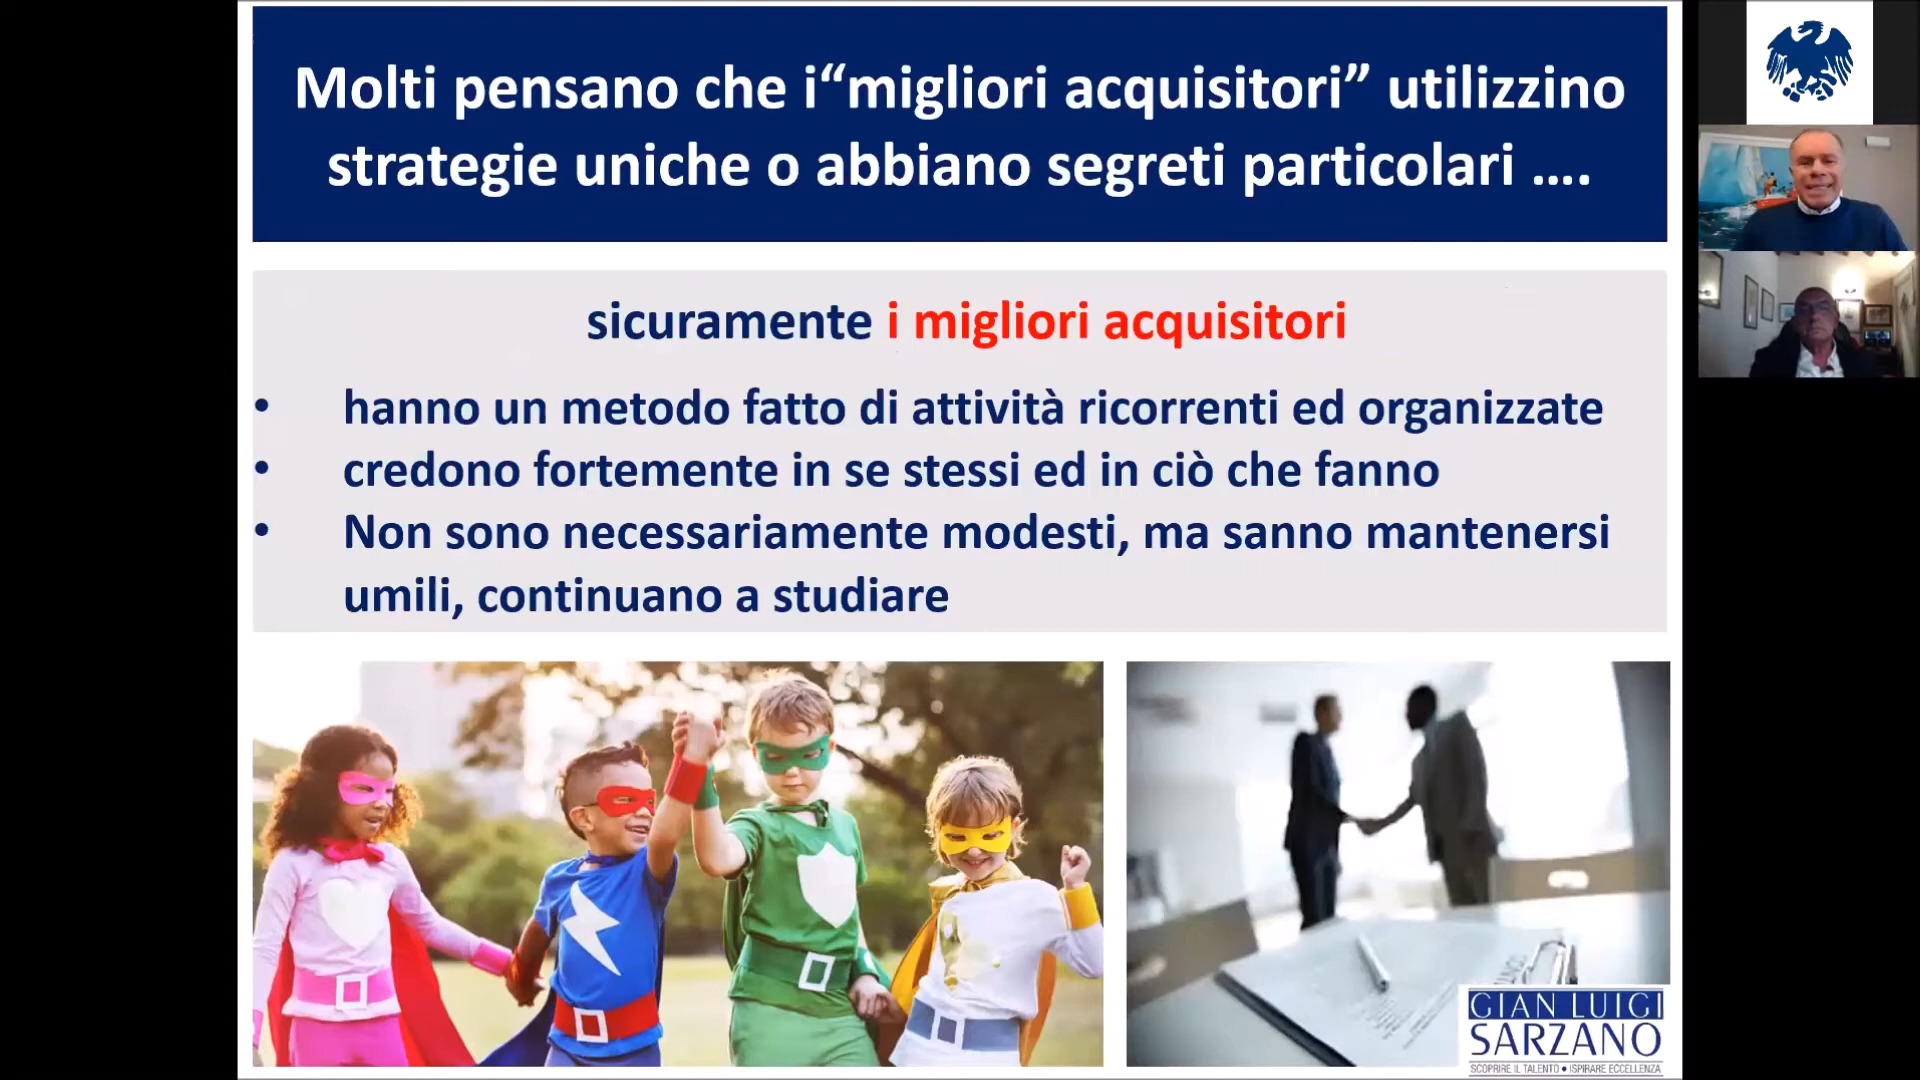 Molti pensano che i“migliori acquisitori” utilizzino
strategie uniche o abbiano segreti particolari ....
sicuramente i migliori acquisitori
• hanno un metodo fatto di attività ricorrenti ed organizzate
• credono fortemente in se stessi ed in ciò che fanno
• Non sono necessariamente modesti, ma sanno mantenersi
umili, continuano a studiare
GIAN LUIGI
SARZANO
SCOPRIRE IL TALENTO • ISPIRARE ECCELLENZA